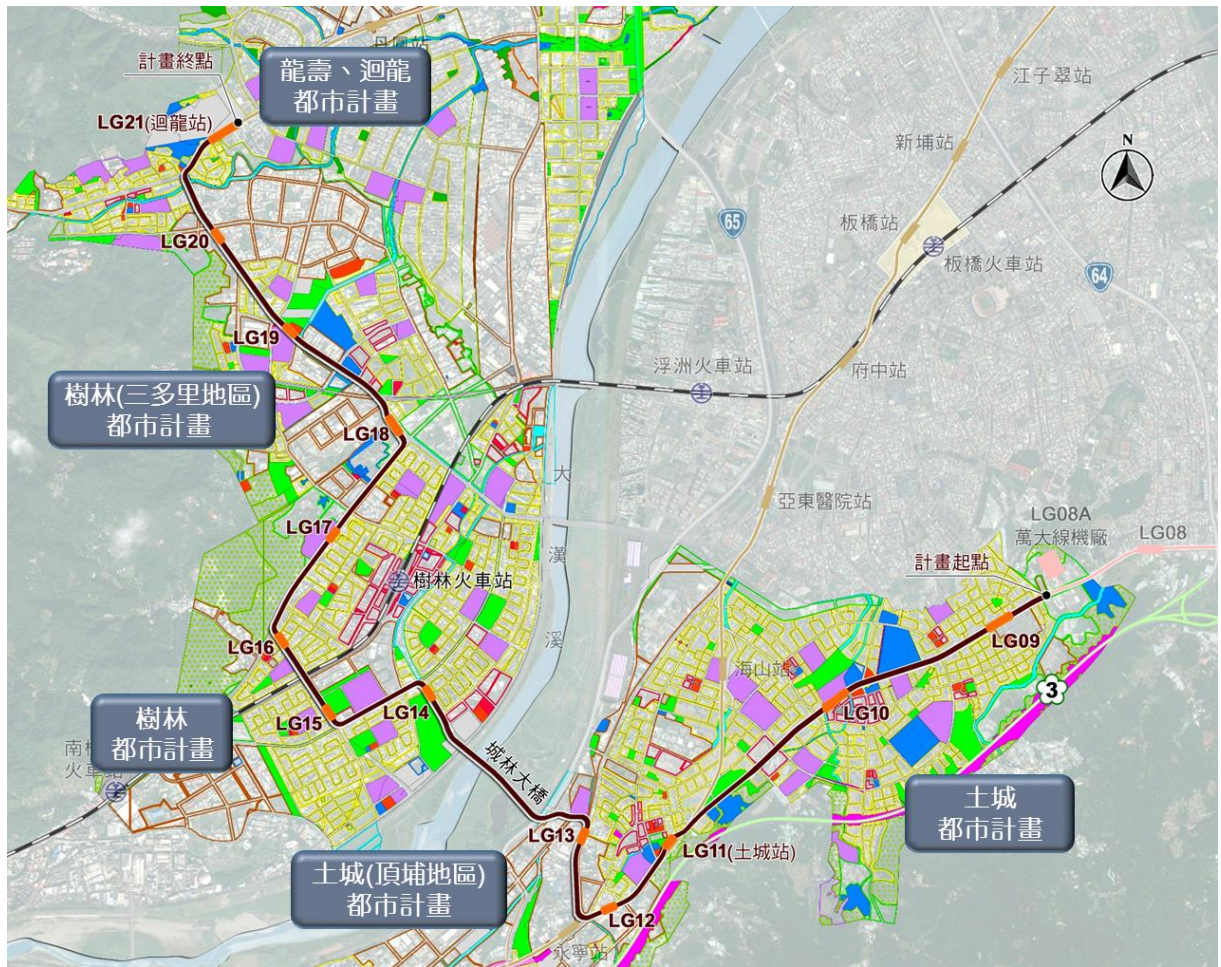 丹鳳站
計畫終點
龍壽、迴龍
都市計畫
江子翠站
LG21(迴龍站)
新埔站
N
65
板橋站
LG20
板橋火車站
64
LG19
浮洲火車站
府中站
樹林(三多里地區)
都市計畫
LG18
大
漢
溪
亞東醫院站
LG08A
萬大線機廠
LG08
LG17
計畫起點
樹林火車站
LG16
LG09
海山站
3
樹林
都市計畫
LG15
LG14
LG10
城林大橋
火車站
土城
都市計畫
LG13
LG11(土城站)
土城(頂埔地區)
都市計畫
LG12
永寧站